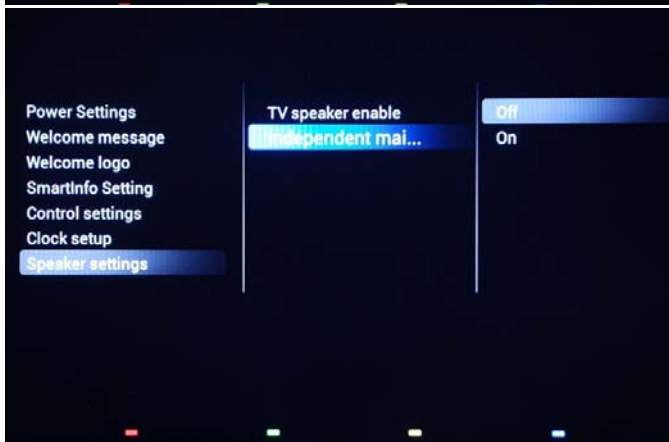 Power Settings
Welcome message
Welcome logo
SmartInfo Setting
Control settings
Clock setup
Speaker settings
TV speaker enable
Independent mai...
Off
On